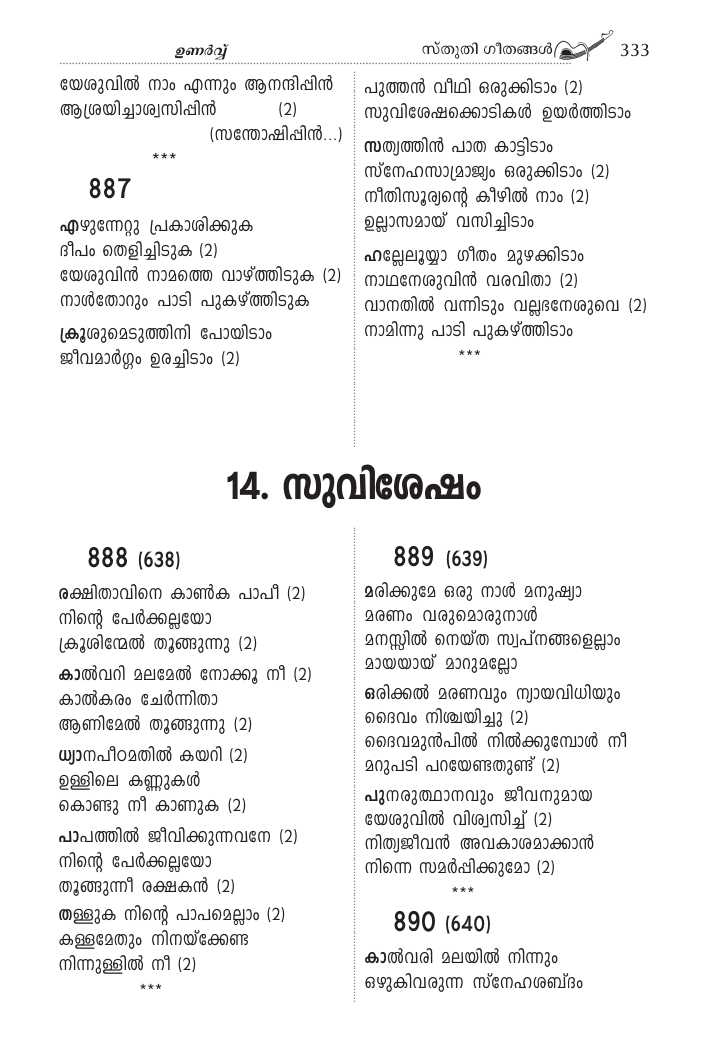 ഉണർവ്വ്
സ്തുതി ഗീതങ്ങൾ 333
യേശുവിൽ നാം എന്നും ആനന്ദിപ്പിൻ
ആശ്രയിച്ചാശ്വസിപ്പിൻ (2)
(സന്തോഷിപ്പിൻ...)
***
887
എഴുന്നേറ്റു പ്രകാശിക്കുക
ദീപം തെളിച്ചിടുക (2)
യേശുവിൻ നാമത്തെ വാഴ്ത്തിടുക (2)
നാൾതോറും പാടി പുകഴ്ത്തിടുക
ക്രൂശുമെടുത്തിനി പോയിടാം
ജീവമാർഗ്ഗം ഉരച്ചിടാം (2)
പുത്തൻ വീഥി ഒരുക്കിടാം (2)
സുവിശേഷക്കൊടികൾ ഉയർത്തിടാം
സത്യത്തിൻ പാത കാട്ടിടാം
സ്നേഹസാമ്രാജ്യം ഒരുക്കിടാം (2)
നീതിസൂര്യന്റെ കീഴിൽ നാം (2)
ഉല്ലാസമായ് വസിച്ചിടാം
ഹല്ലേലൂയ്യാ ഗീതം മുഴക്കിടാം
നാഥനേശുവിൻ വരവിതാ (2)
വാനതിൽ വന്നിടും വല്ലഭനേശുവെ (2)
നാമിന്നു പാടി പുകഴ്ത്തിടാം
***
14. സുവിശേഷം
888 (638)
രക്ഷിതാവിനെ കാൺക പാപീ (2)
നിന്റെ പേർക്കല്ലയോ
ക്രൂശിന്മേൽ തൂങ്ങുന്നു (2)
കാൽവറി മലമേൽ നോക്കൂ നീ (2)
കാൽകരം ചേർന്നിതാ
ആണിമേൽ തൂങ്ങുന്നു (2)
ധ്യാനപീഠമതിൽ കയറി (2)
ഉള്ളിലെ കണ്ണുകൾ
കൊണ്ടു നീ കാണുക (2)
പാപത്തിൽ ജീവിക്കുന്നവനേ (2)
നിന്റെ പേർക്കല്ലയോ
തൂങ്ങുന്നീ രക്ഷകൻ (2)
തള്ളുക നിന്റെ പാപമെല്ലാം (2)
കള്ളമേതും നിനയ്ക്കേണ്ട
നിന്നുള്ളിൽ നീ (2)
***
889 (639)
മരിക്കുമേ ഒരു നാൾ മനുഷ്യാ
മരണം വരുമൊരുനാൾ
മനസ്സിൽ നെയ്ത സ്വപ്നങ്ങളെല്ലാം
മായയായ് മാറുമല്ലോ
ഒരിക്കൽ മരണവും ന്യായവിധിയും
ദൈവം നിശ്ചയിച്ചു (2)
ദൈവമുൻപിൽ നിൽക്കുമ്പോൾ നീ
മറുപടി പറയേണ്ടതുണ്ട് (2)
പുനരുത്ഥാനവും ജീവനുമായ
യേശുവിൽ വിശ്വസിച്ച് (2)
നിത്യജീവൻ അവകാശമാക്കാൻ
നിന്നെ സമർപ്പിക്കുമോ (2)
***
890 (640)
കാൽവരി മലയിൽ നിന്നും
ഒഴുകിവരുന്ന സ്നേഹശബ്ദം